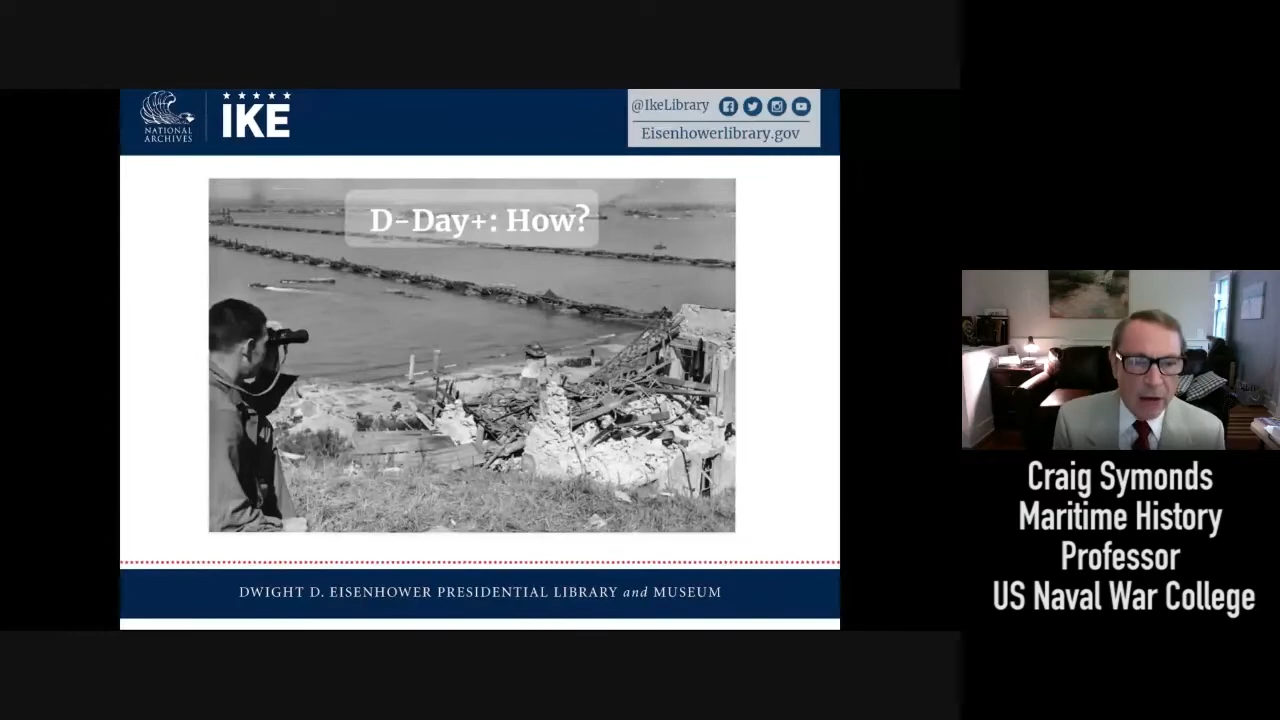 NATIONAL
ARCHIVES
IKE
@IkeLibrary
Eisenhowerlibrary.gov
D-Day+: How?
DWIGHT D. EISENHOWER PRESIDENTIAL LIBRARY and MUSEUM
Craig Symonds
Maritime History
Professor
US Naval War College